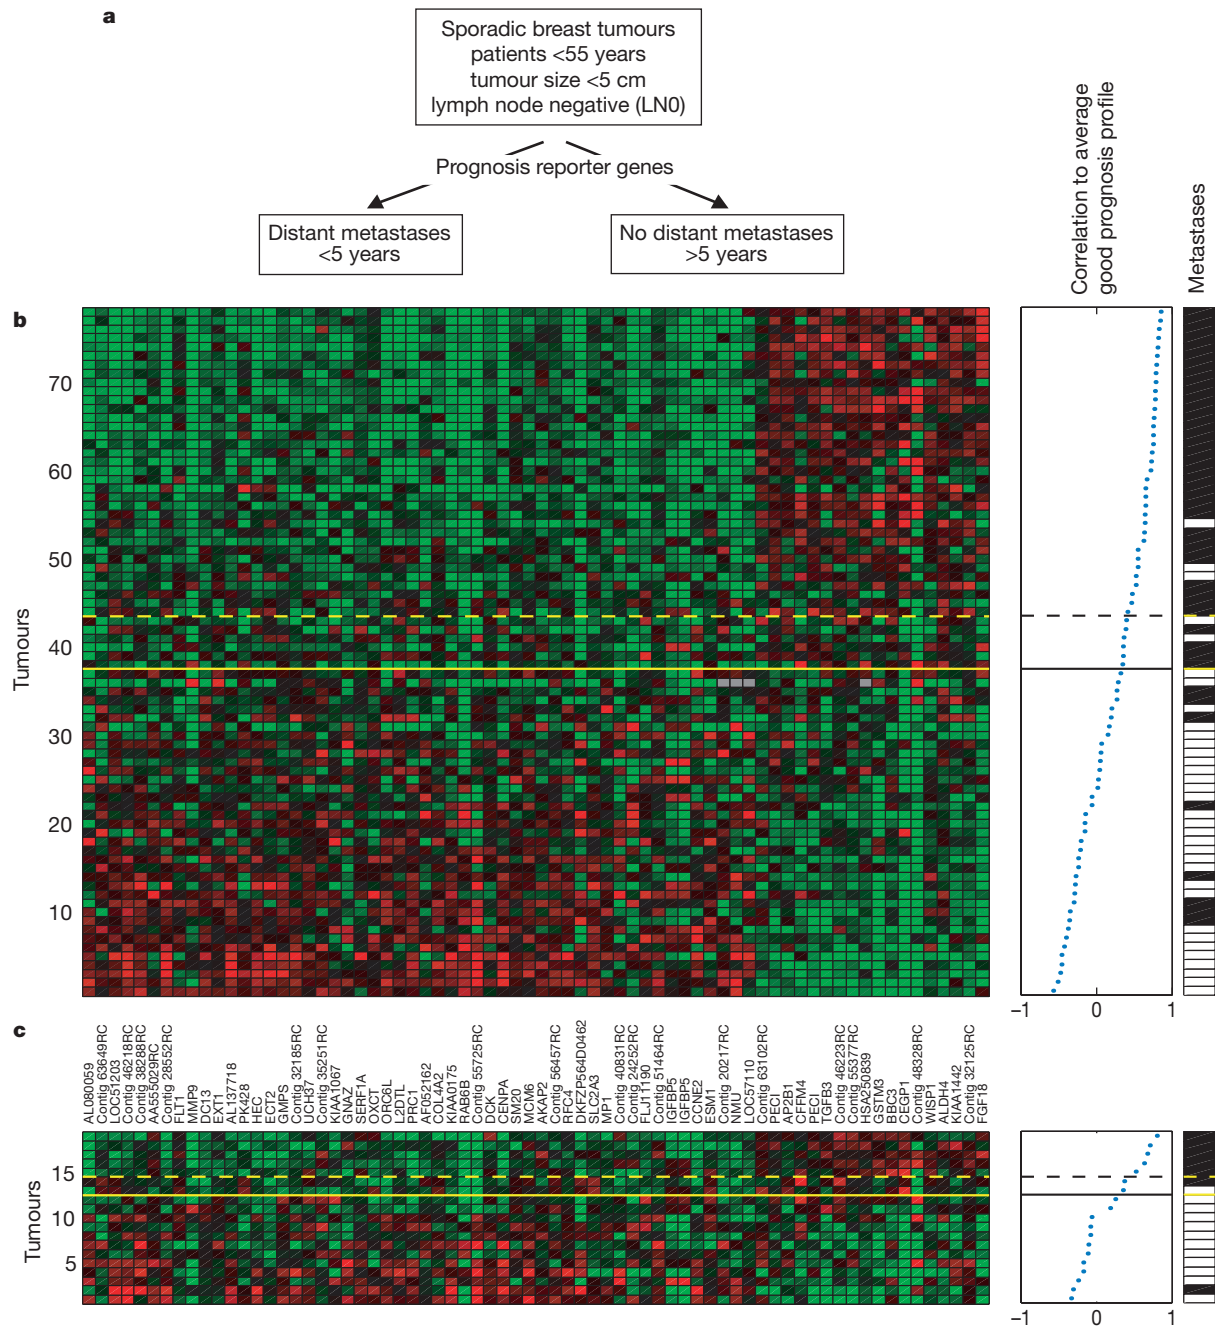 a
Sporadic breast tumours
patients <55 years
tumour size <5 cm
lymph node negative (LN0)
Prognosis reporter genes
Distant metastases
<5 years
No distant metastases
>5 years
Correlation to average
good prognosis profile
Metastases
b
Tumours
70
60
50
40
30
20
10
−1
0
1
c
AL080059
Contig 63649RC
LOC51203
Contig 46218RC
Contig 38288RC
AA555029RC
Contig 28552RC
FLT1
MMP9
DC13
EXT1
AL137718
PK428
HEC
ECT2
GMPS
Contig 32185RC
UCH37
Contig 35251RC
KIAA1067
GNAZ
SERF1A
OXCT
ORC6L
L2DTL
PRC1
AF052162
COL4A2
KIAA0175
RAB6B
Contig 55725RC
DCK
CENPA
SM20
MCM6
AKAP2
Contig 56457RC
RFC4
DKFZP564D0462
SLC2A3
MP1
Contig 40831RC
Contig 24252RC
FLJ11190
Contig 51464RC
IGFBP5
IGFBP5
CCNE2
ESM1
Contig 20217RC
NMU
LOC57110
Contig 63102RC
PECI
AP2B1
CFFM4
PECI
TGFB3
Contig 46223RC
Contig 55377RC
HSA250839
GSTM3
BBC3
CEGP1
Contig 48328RC
WISP1
ALDH4
KIAA1442
Contig 32125RC
FGF18
Tumours
15
10
5
−1
0
1